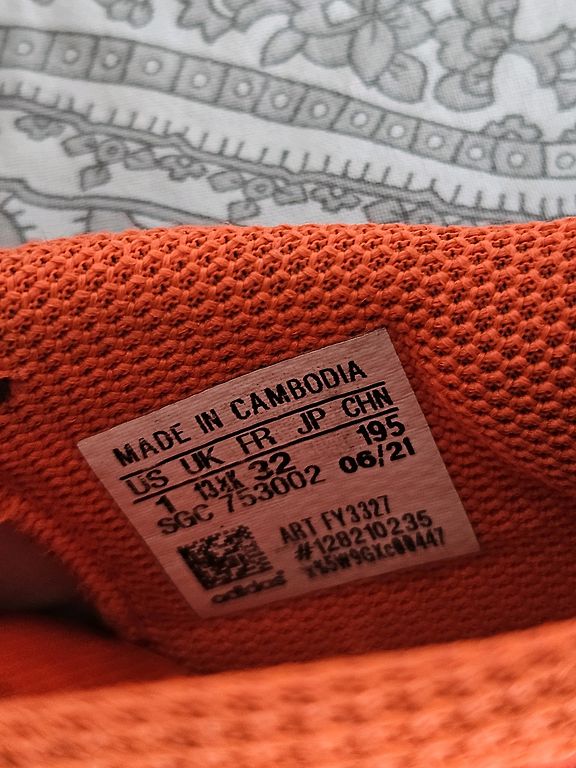 MADE IN CAMBODIA
US UK FR JP CHN
1 13½K 32 195
SGC 753002 06/21
ART FY3327
#128210235
adidas